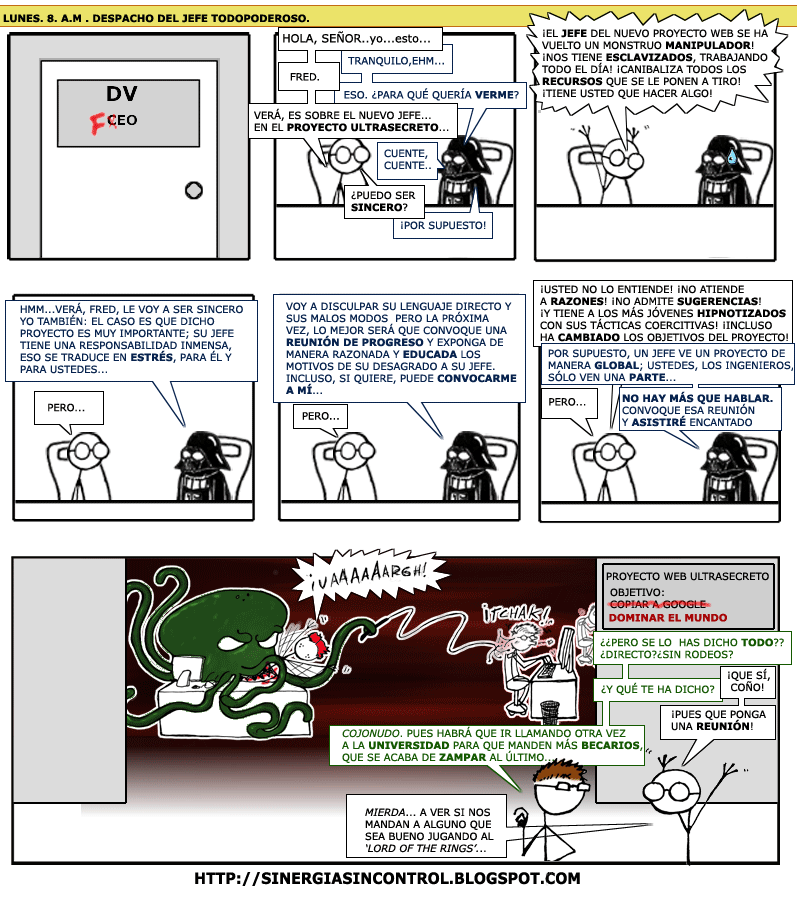 LUNES. 8. A.M . DESPACHO DEL JEFE TODOPODEROSO.
DV
F CEO
HOLA, SEÑOR..yo...esto...
TRANQUILO,EHM...
FRED.
ESO. ¿PARA QUÉ QUERÍA VERME?
VERÁ, ES SOBRE EL NUEVO JEFE...
EN EL PROYECTO ULTRASECRETO...
CUENTE,
CUENTE..
¿PUEDO SER
SINCERO?
¡POR SUPUESTO!
¡EL JEFE DEL NUEVO PROYECTO WEB SE HA
VUELTO UN MONSTRUO MANIPULADOR!
¡NOS TIENE ESCLAVIZADOS, TRABAJANDO
TODO EL DÍA! ¡CANIBALIZA TODOS LOS
RECURSOS QUE SE LE PONEN A TIRO!
¡TIENE USTED QUE HACER ALGO!
HMM...VERÁ, FRED, LE VOY A SER SINCERO
YO TAMBIÉN: EL CASO ES QUE DICHO
PROYECTO ES MUY IMPORTANTE; SU JEFE
TIENE UNA RESPONSABILIDAD INMENSA,
ESO SE TRADUCE EN ESTRÉS, PARA ÉL Y
PARA USTEDES...
PERO...
VOY A DISCULPAR SU LENGUAJE DIRECTO Y
SUS MALOS MODOS PERO LA PRÓXIMA
VEZ, LO MEJOR SERÁ QUE CONVOQUE UNA
REUNIÓN DE PROGRESO Y EXPONGA DE
MANERA RAZONADA Y EDUCADA LOS
MOTIVOS DE SU DESAGRADO A SU JEFE.
INCLUSO, SI QUIERE, PUEDE CONVOCARME
A MÍ...
PERO...
¡USTED NO LO ENTIENDE! ¡NO ATIENDE
A RAZONES! ¡NO ADMITE SUGERENCIAS!
¡Y TIENE A LOS MÁS JÓVENES HIPNOTIZADOS
CON SUS TÁCTICAS COERCITIVAS! ¡INCLUSO
HA CAMBIADO LOS OBJETIVOS DEL PROYECTO!
POR SUPUESTO, UN JEFE VE UN PROYECTO DE
MANERA GLOBAL; USTEDES, LOS INGENIEROS,
SÓLO VEN UNA PARTE...
PERO...
NO HAY MÁS QUE HABLAR.
CONVOQUE ESA REUNIÓN
Y ASISTIRÉ ENCANTADO
¡UAAAAAARGH!
¡TCHAK!
PROYECTO WEB ULTRASECRETO
OBJETIVO:
COPIAR A GOOGLE
DOMINAR EL MUNDO
¿¿PERO SE LO HAS DICHO TODO??
¿DIRECTO?¿SIN RODEOS?
¡QUE SÍ,
COÑO!
¿Y QUÉ TE HA DICHO?
¡PUES QUE PONGA
UNA REUNIÓN!
COJONUDO. PUES HABRÁ QUE IR LLAMANDO OTRA VEZ
A LA UNIVERSIDAD PARA QUE MANDEN MÁS BECARIOS,
QUE SE ACABA DE ZAMPAR AL ÚLTIMO...
MIERDA... A VER SI NOS
MANDAN A ALGUNO QUE
SEA BUENO JUGANDO AL
'LORD OF THE RINGS'...
HTTP://SINERGIASINCONTROL.BLOGSPOT.COM